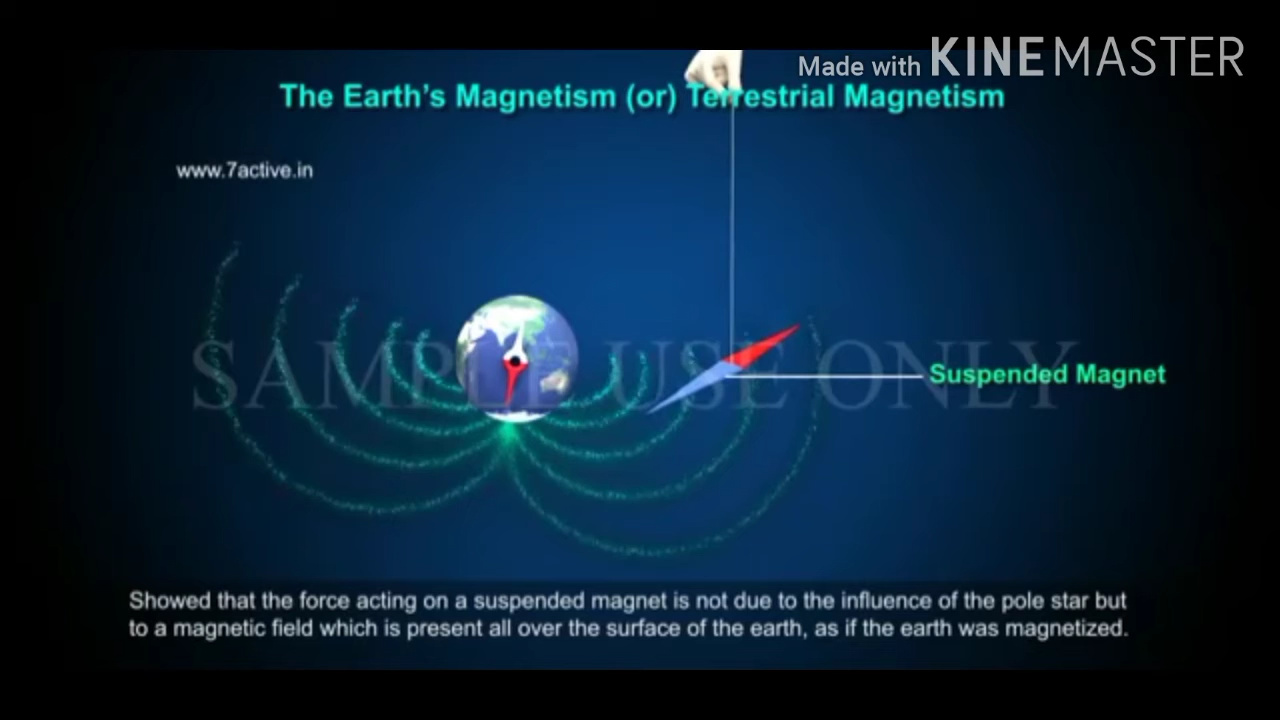 Made with KINEMASTER
The Earth's Magnetism (or) Terrestrial Magnetism
www.7active.in
SAMPLE USE ONLY
Suspended Magnet
Showed that the force acting on a suspended magnet is not due to the influence of the pole star but
to a magnetic field which is present all over the surface of the earth, as if the earth was magnetized.